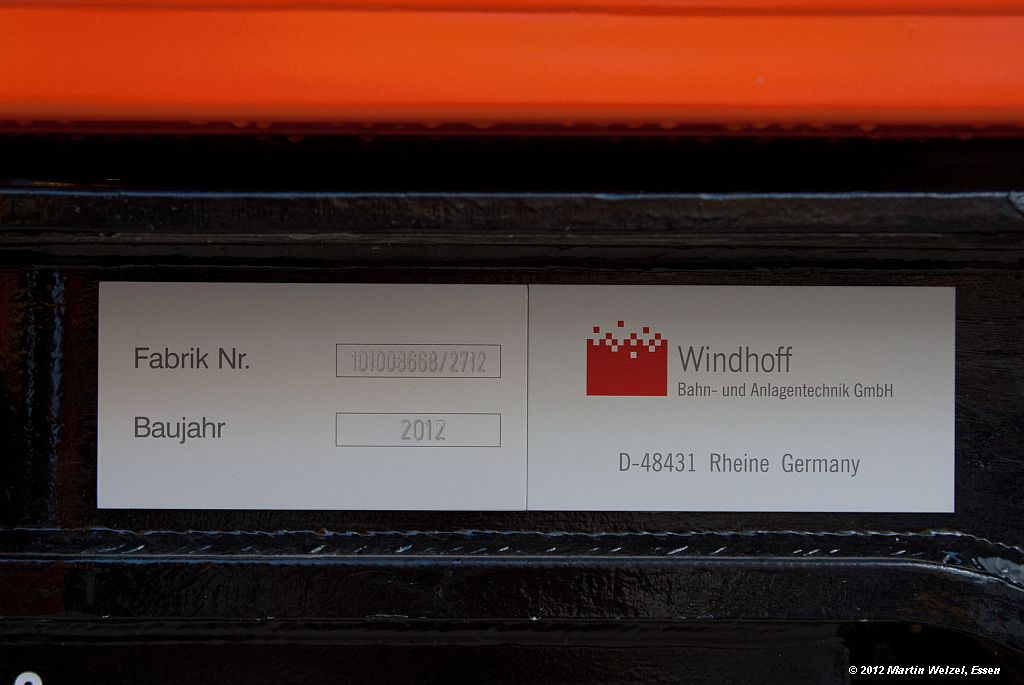 Fabrik Nr. 101008668/2712
Baujahr 2012
Windhoff
Bahn- und Anlagentechnik GmbH
D-48431 Rheine Germany
© 2012 Martin Welzel, Essen